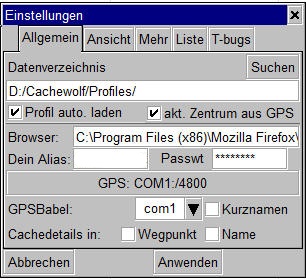 Einstellungen
Allgemein Ansicht Mehr Liste T-bugs
Datenverzeichnis Suchen
D:/Cachewolf/Profiles/
Profil auto. laden akt. Zentrum aus GPS
Browser: C:\Program Files (x86)\Mozilla Firefox\
Dein Alias: Passwt ********
GPS: COM1:/4800
GPSBabel: com1 Kurznamen
Cachedetails in: Wegpunkt Name
Abbrechen Anwenden